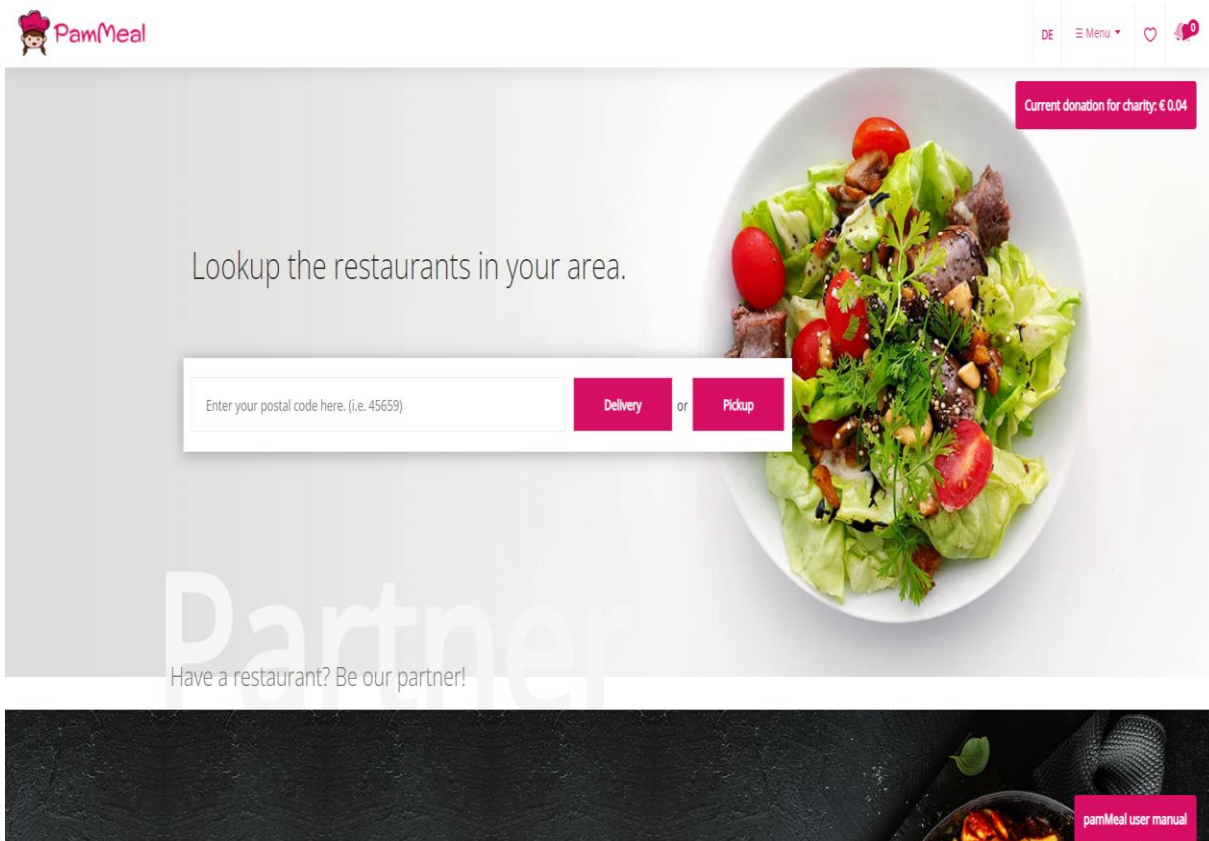 PamMeal
DE
Menu
0
Current donation for charity: € 0.04
Lookup the restaurants in your area.
Enter your postal code here. (i.e. 45659)
Delivery
or
Pickup
Partner
Have a restaurant? Be our partner!
pamMeal user manual